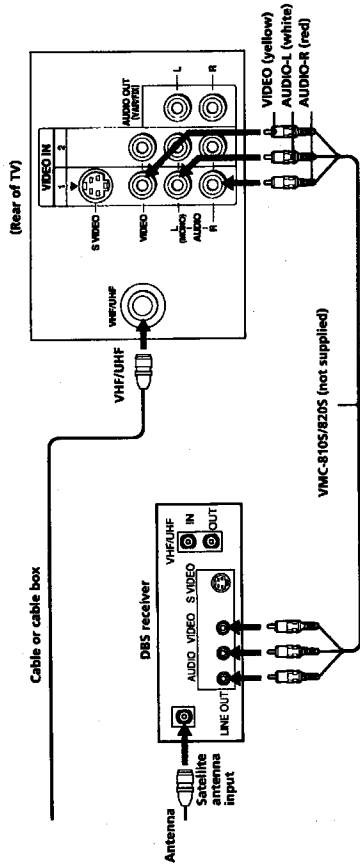 (Rear of TV)
VIDEO IN
1
2
AUDIO OUT
(VAR/FIX)
S VIDEO
VIDEO
L
(MONO)
AUDIO
R
L
R
VHF/UHF
VHF/UHF
VIDEO (yellow)
AUDIO-L (white)
AUDIO-R (red)
Cable or cable box
VMC-810S/820S (not supplied)
DBS receiver
VHF/UHF
IN
OUT
AUDIO VIDEO S VIDEO
LINE OUT
Satellite
antenna
input
Antenna